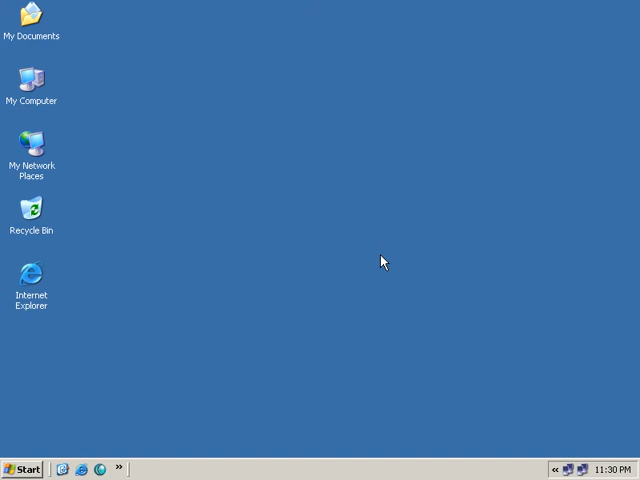 My Documents
My Computer
My Network
Places
Recycle Bin
Internet
Explorer
Start
11:30 PM